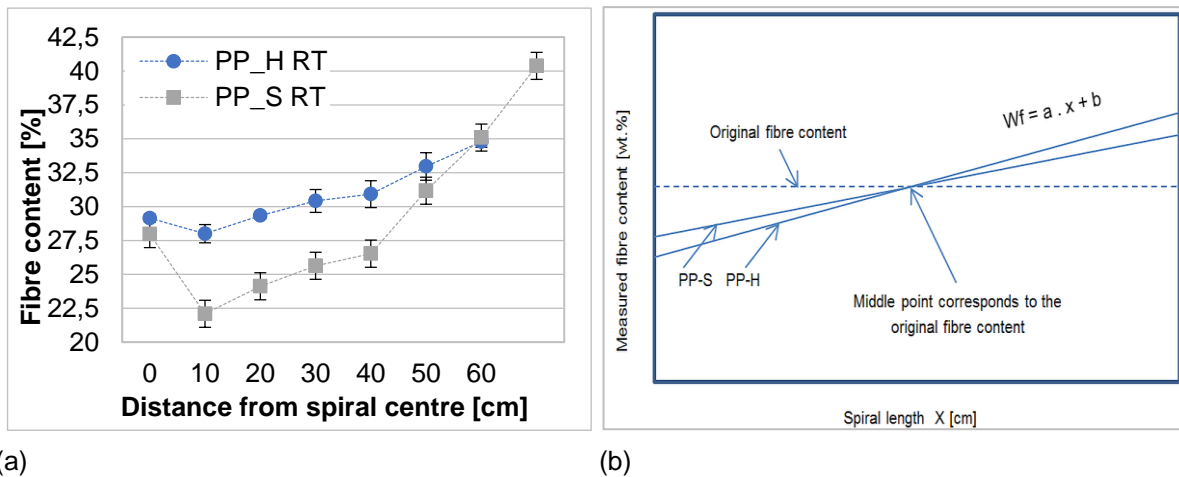 42,5
40
37,5
35
32,5
30
27,5
25
22,5
20
Fibre content [%]
PP_H RT
PP_S RT
0 10 20 30 40 50 60
Distance from spiral centre [cm]
(a)
Measured fibre content [wt.%]
Original fibre content
Wf = a . x + b
PP-S PP-H
Middle point corresponds to the
original fibre content
Spiral length X [cm]
(b)